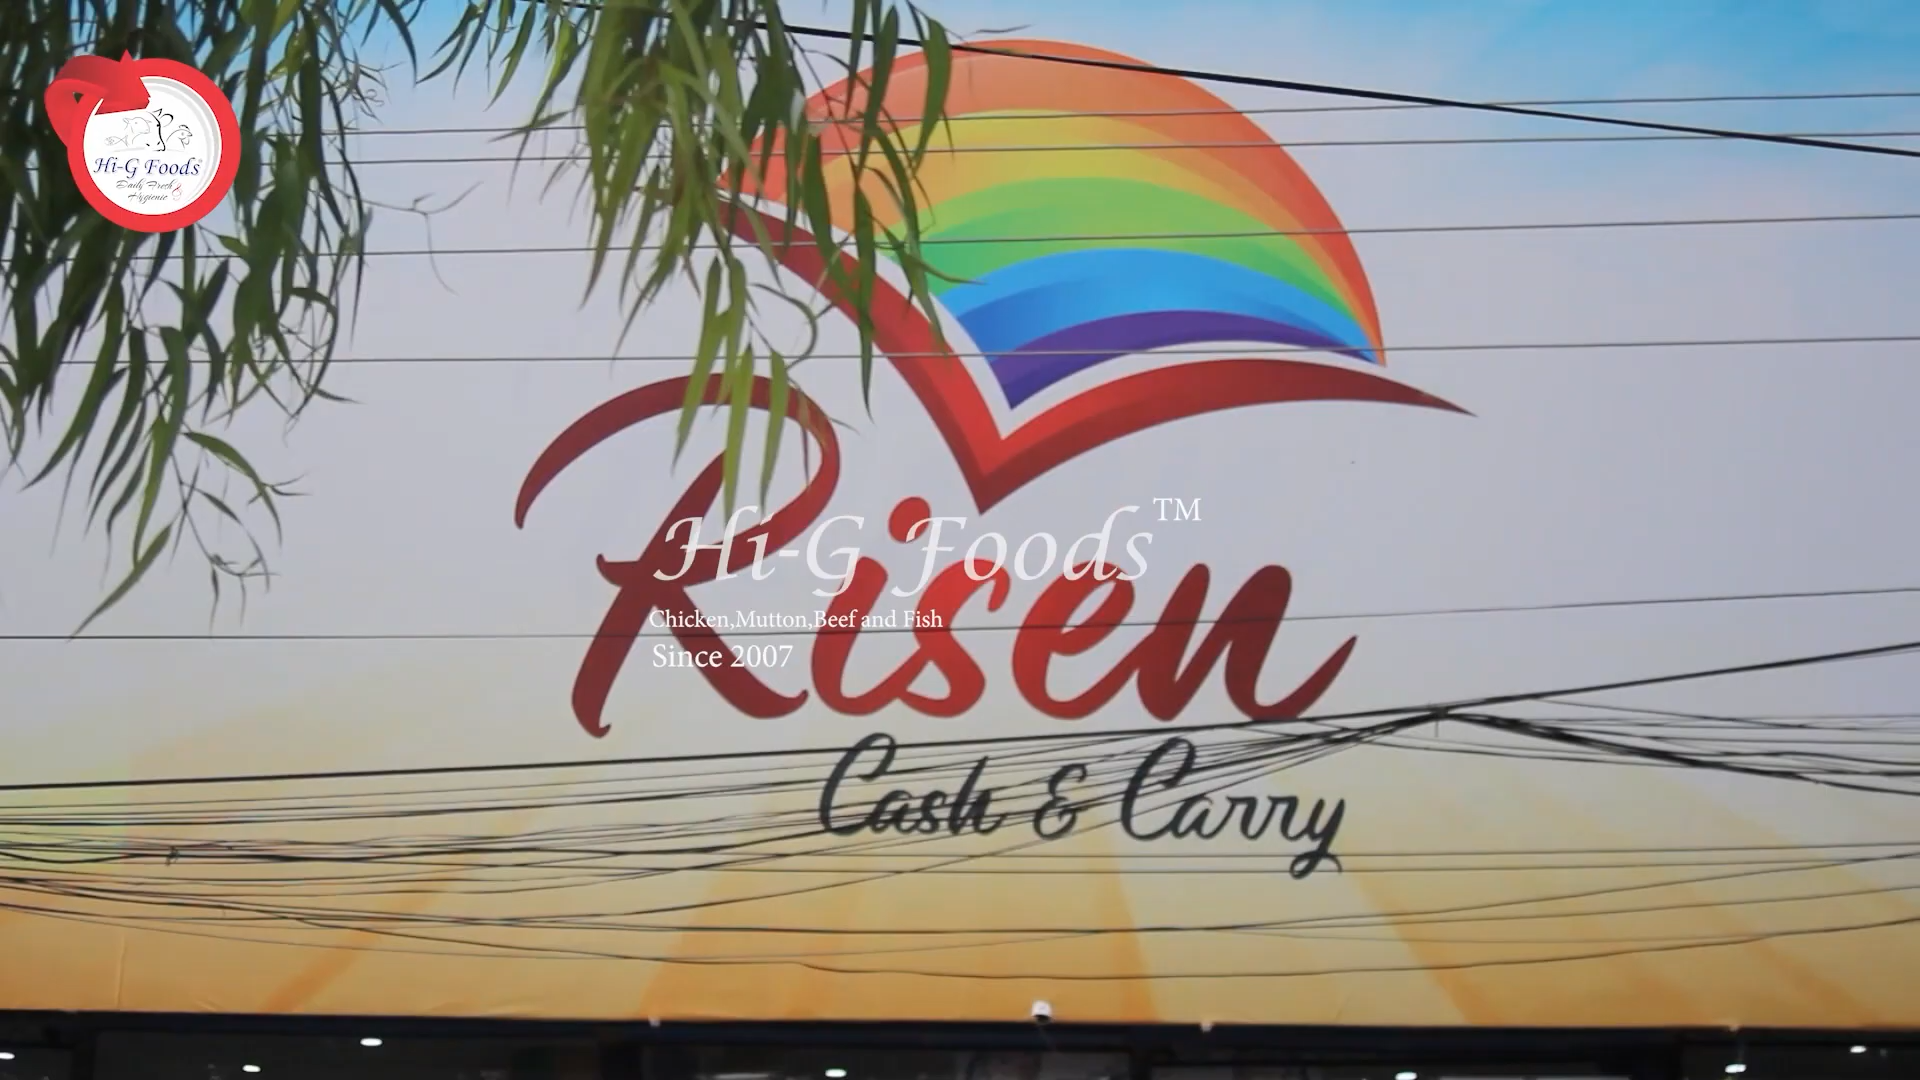 Hi-G Foods®
Daily Fresh &
Hygienic
Risen
Hi-G Foods™
Chicken,Mutton,Beef and Fish
Since 2007
Cash & Carry